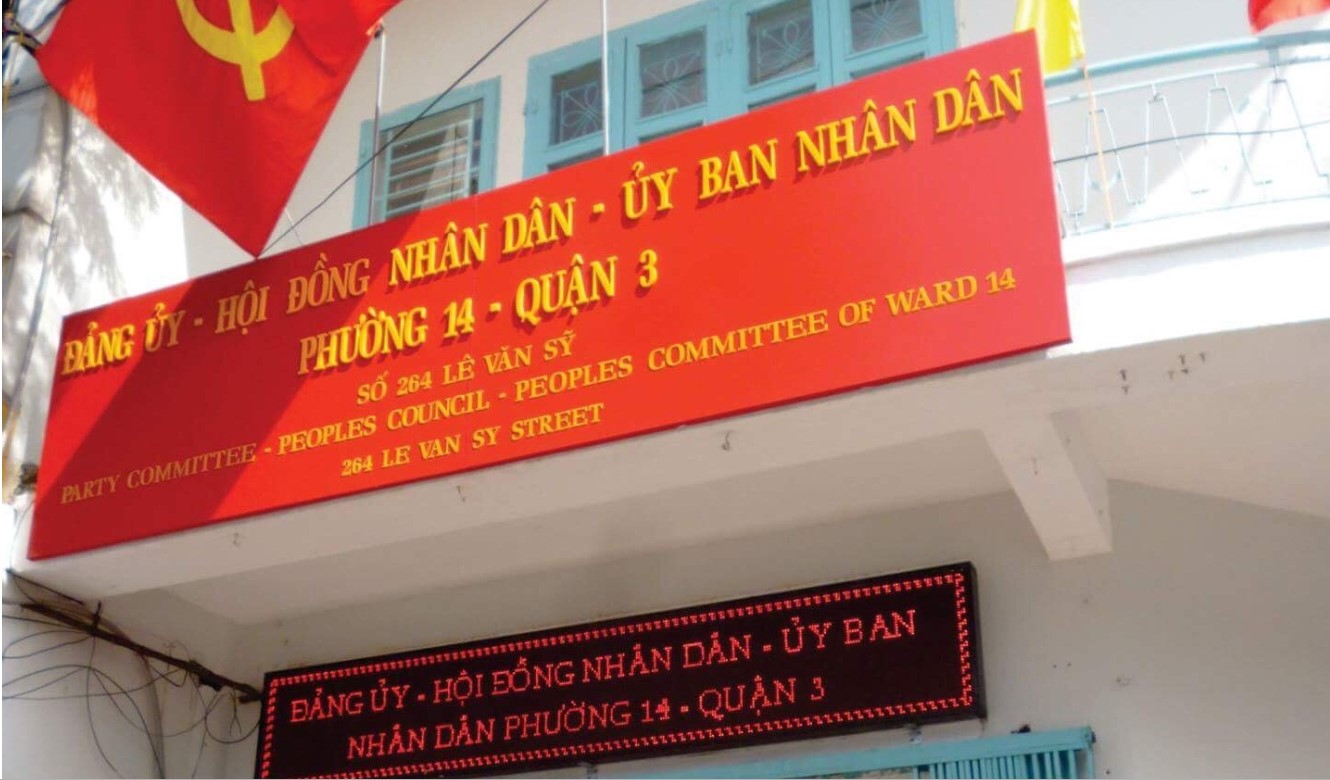 ĐẢNG ỦY - HỘI ĐỒNG NHÂN DÂN - ỦY BAN NHÂN DÂN
PHƯỜNG 14 - QUẬN 3
SỐ 264 LÊ VĂN SỸ
PARTY COMMITTEE - PEOPLES COUNCIL - PEOPLES COMMITTEE OF WARD 14
264 LE VAN SY STREET
ĐẢNG ỦY - HỘI ĐỒNG NHÂN DÂN - ỦY BAN
NHÂN DÂN PHƯỜNG 14 - QUẬN 3